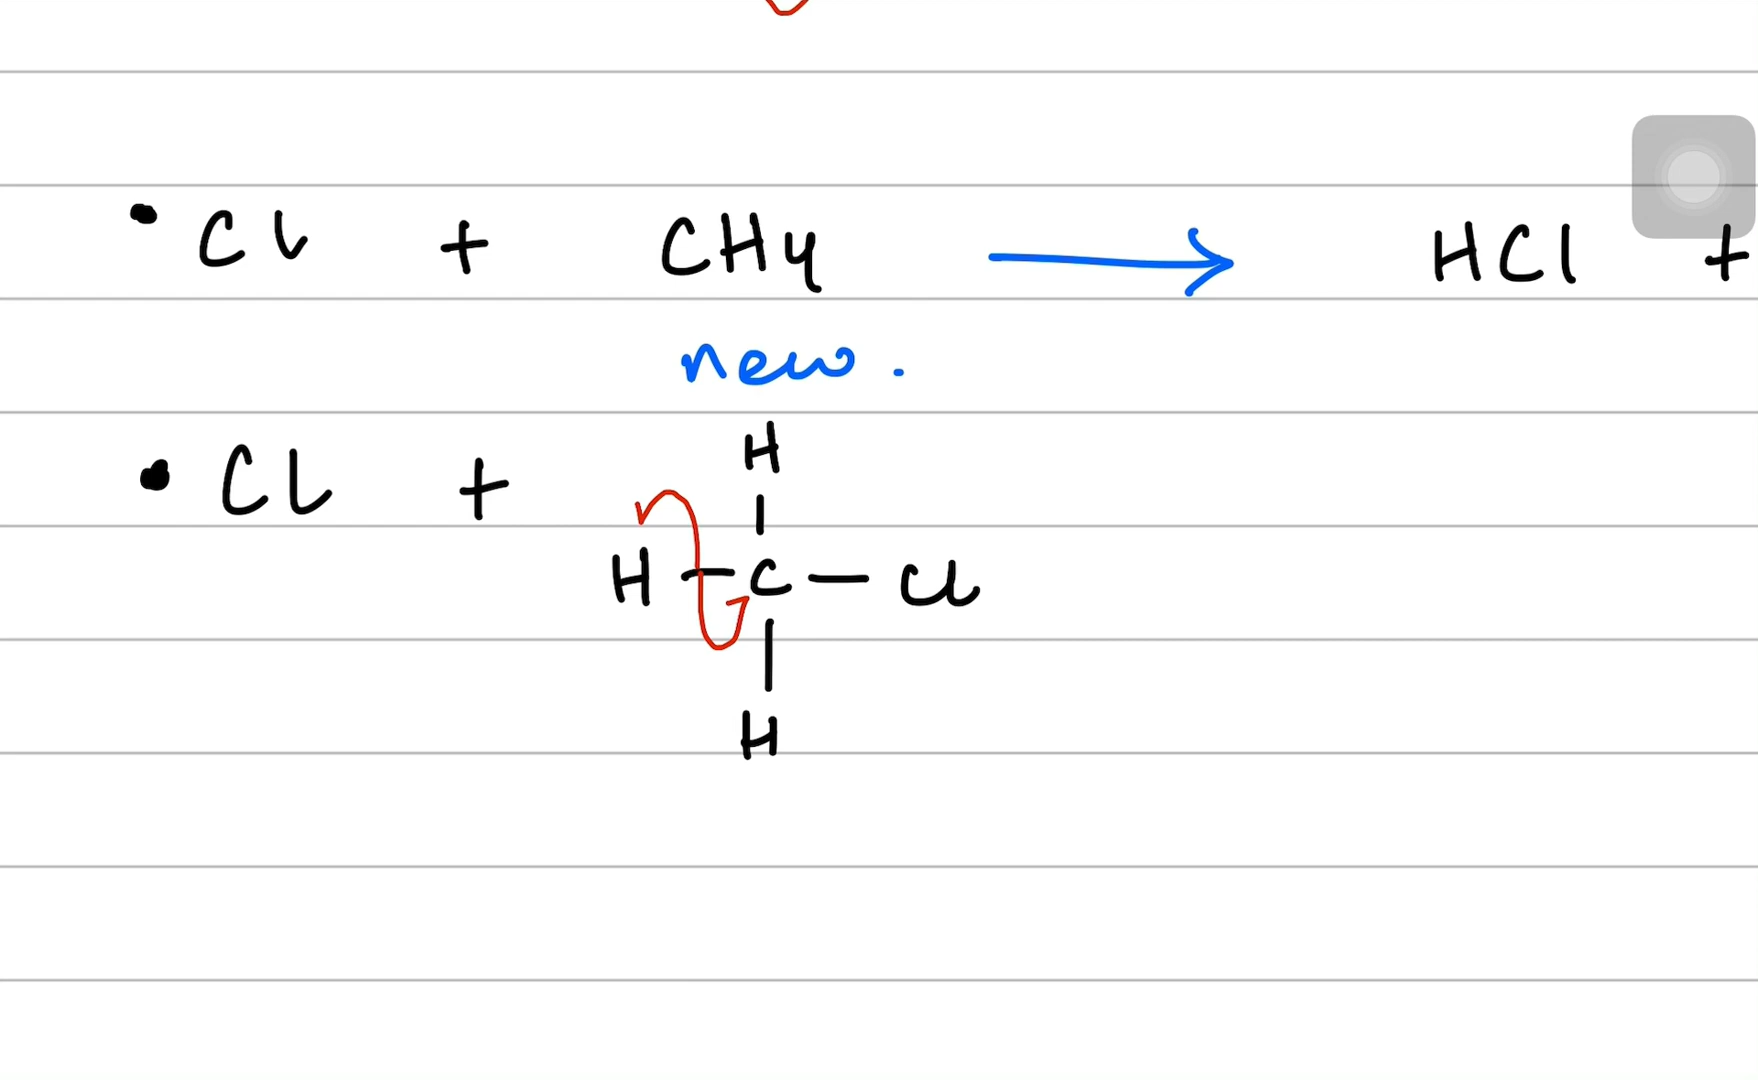 • Cl + CH4 → HCl +
new.
H
|
• Cl + H – C – Cl
|
H